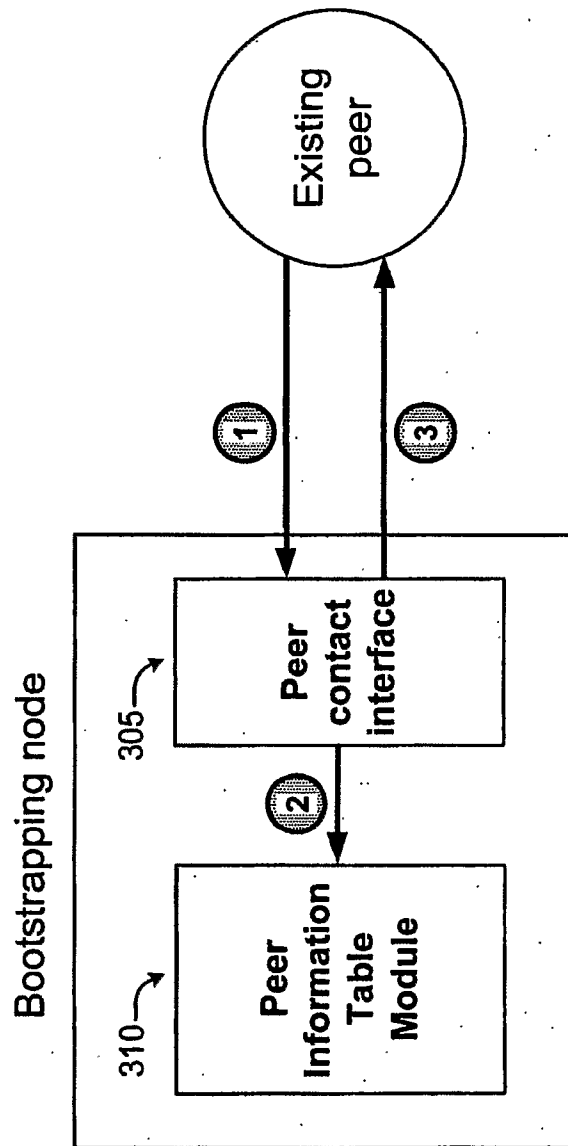 Bootstrapping node
310
305
Peer
Information
Table
Module
2
Peer
contact
interface
1
3
Existing
peer